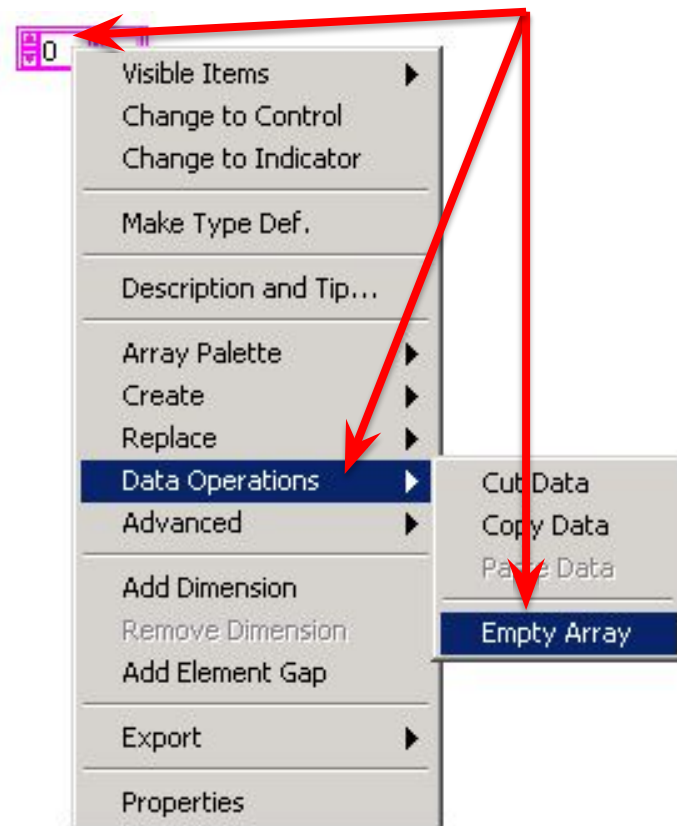 0
Visible Items
Change to Control
Change to Indicator
Make Type Def.
Description and Tip...
Array Palette
Create
Replace
Data Operations
Advanced
Add Dimension
Remove Dimension
Add Element Gap
Export
Properties
Cut Data
Copy Data
Paste Data
Empty Array